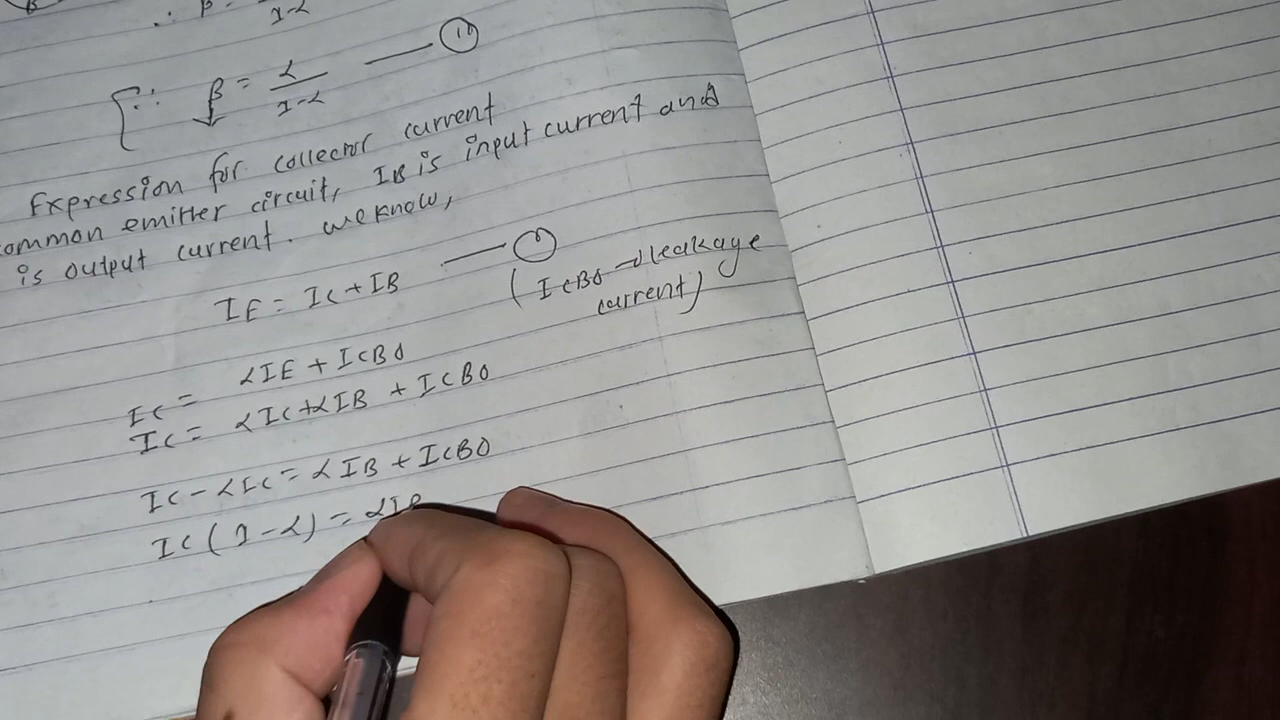 ∴ β = 1-α
[∵ β = α/1-α — (iv)
Expression for collector current
common emitter circuit, IB is input current and
is output current. we know,
IE = IC + IB — (i)
(ICBO → leakage
current)
IC = αIE + ICBO
IC = αIC + αIB + ICBO
IC - αIC = αIB + ICBO
IC (1-α) = αIB